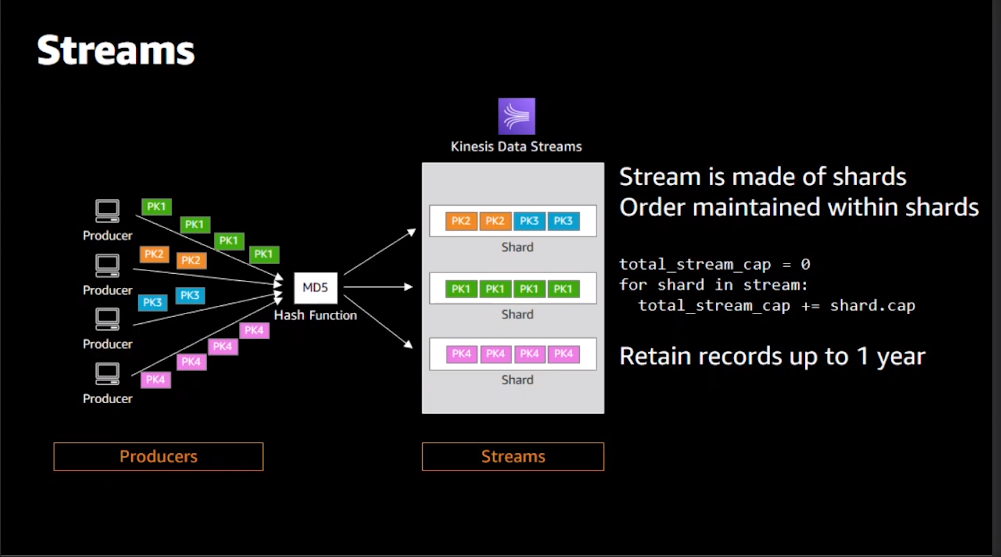 Streams
Kinesis Data Streams
PK1
PK1
PK1
PK1
Producer
PK2
PK2
Producer
PK3
PK3
Producer
PK4
PK4
PK4
PK4
Producer
MD5
Hash Function
PK2 PK2 PK3 PK3
Shard
PK1 PK1 PK1 PK1
Shard
PK4 PK4 PK4 PK4
Shard
Stream is made of shards
Order maintained within shards
total_stream_cap = 0
for shard in stream:
  total_stream_cap += shard.cap
Retain records up to 1 year
Producers
Streams